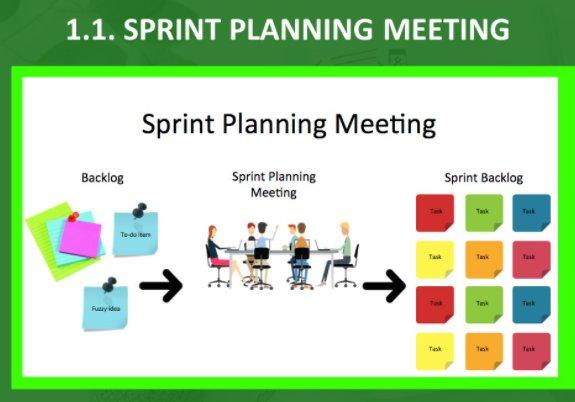 1.1. SPRINT PLANNING MEETING
Sprint Planning Meeting
Backlog
To-do item
Fuzzy idea
Sprint Planning
Meeting
Sprint Backlog
Task Task Task
Task Task Task
Task Task Task
Task Task Task